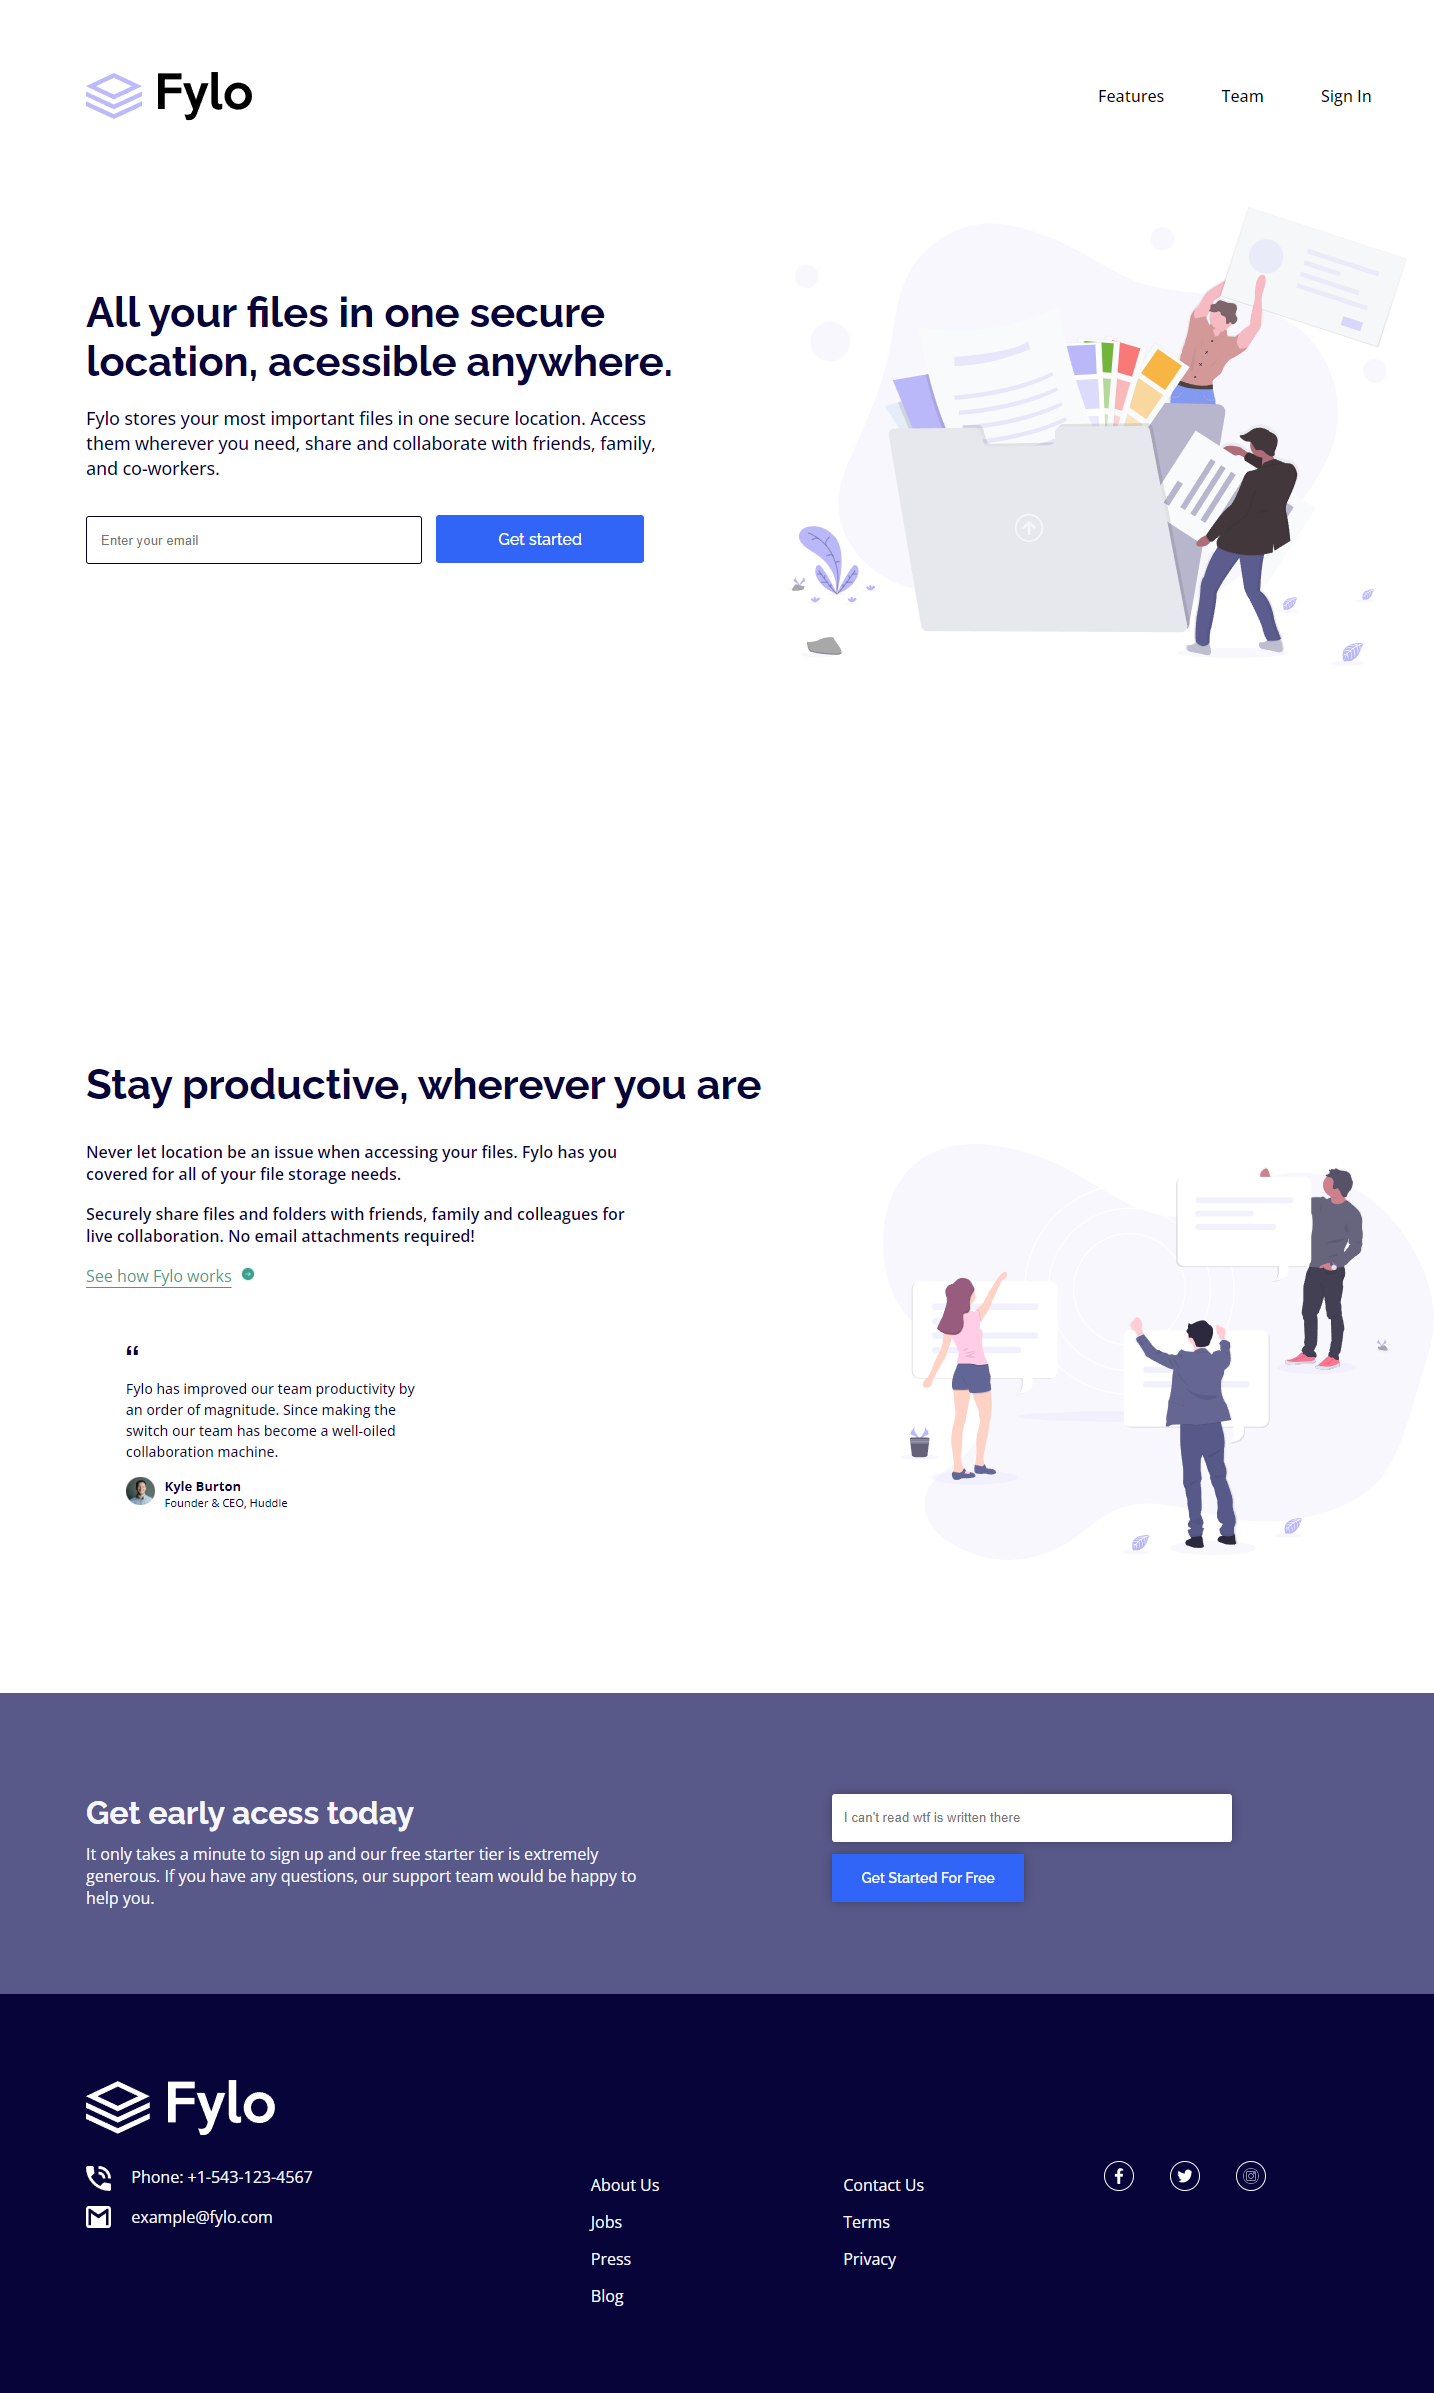 Fylo
Features
Team
Sign In
All your files in one secure
location, acessible anywhere.
Fylo stores your most important files in one secure location. Access
them wherever you need, share and collaborate with friends, family,
and co-workers.
Enter your email
Get started
Stay productive, wherever you are
Never let location be an issue when accessing your files. Fylo has you
covered for all of your file storage needs.
Securely share files and folders with friends, family and colleagues for
live collaboration. No email attachments required!
See how Fylo works
“
Fylo has improved our team productivity by
an order of magnitude. Since making the
switch our team has become a well-oiled
collaboration machine.
Kyle Burton
Founder & CEO, Huddle
Get early acess today
It only takes a minute to sign up and our free starter tier is extremely
generous. If you have any questions, our support team would be happy to
help you.
I can't read wtf is written there
Get Started For Free
Fylo
Phone: +1-543-123-4567
example@fylo.com
About Us
Jobs
Press
Blog
Contact Us
Terms
Privacy